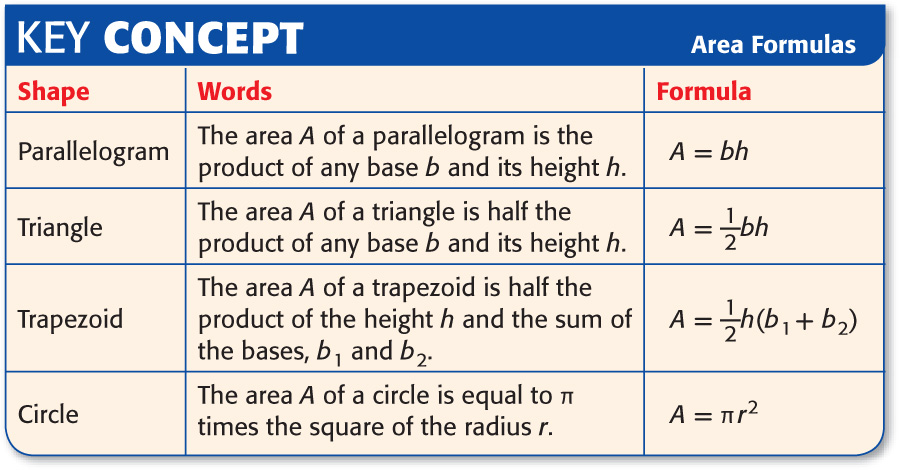 KEY CONCEPT
Area Formulas
Shape
Words
Formula
Parallelogram
The area A of a parallelogram is the
product of any base b and its height h.
A = bh
Triangle
The area A of a triangle is half the
product of any base b and its height h.
A = 1/2 bh
Trapezoid
The area A of a trapezoid is half the
product of the height h and the sum of
the bases, b₁ and b₂.
A = 1/2 h(b₁ + b₂)
Circle
The area A of a circle is equal to π
times the square of the radius r.
A = πr²